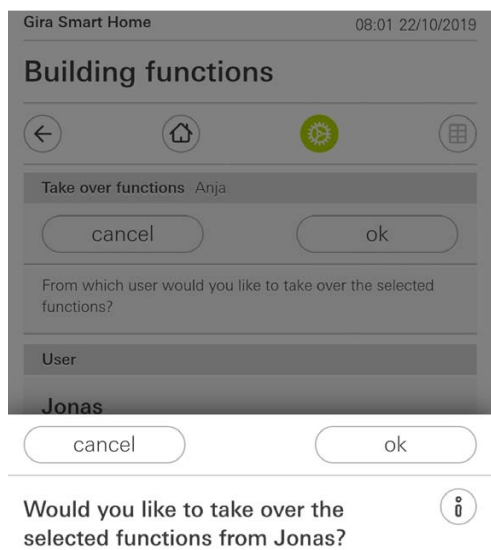 Gira Smart Home 08:01 22/10/2019
Building functions
Take over functions Anja
cancel ok
From which user would you like to take over the selected
functions?
User
Jonas
cancel ok
Would you like to take over the
selected functions from Jonas?